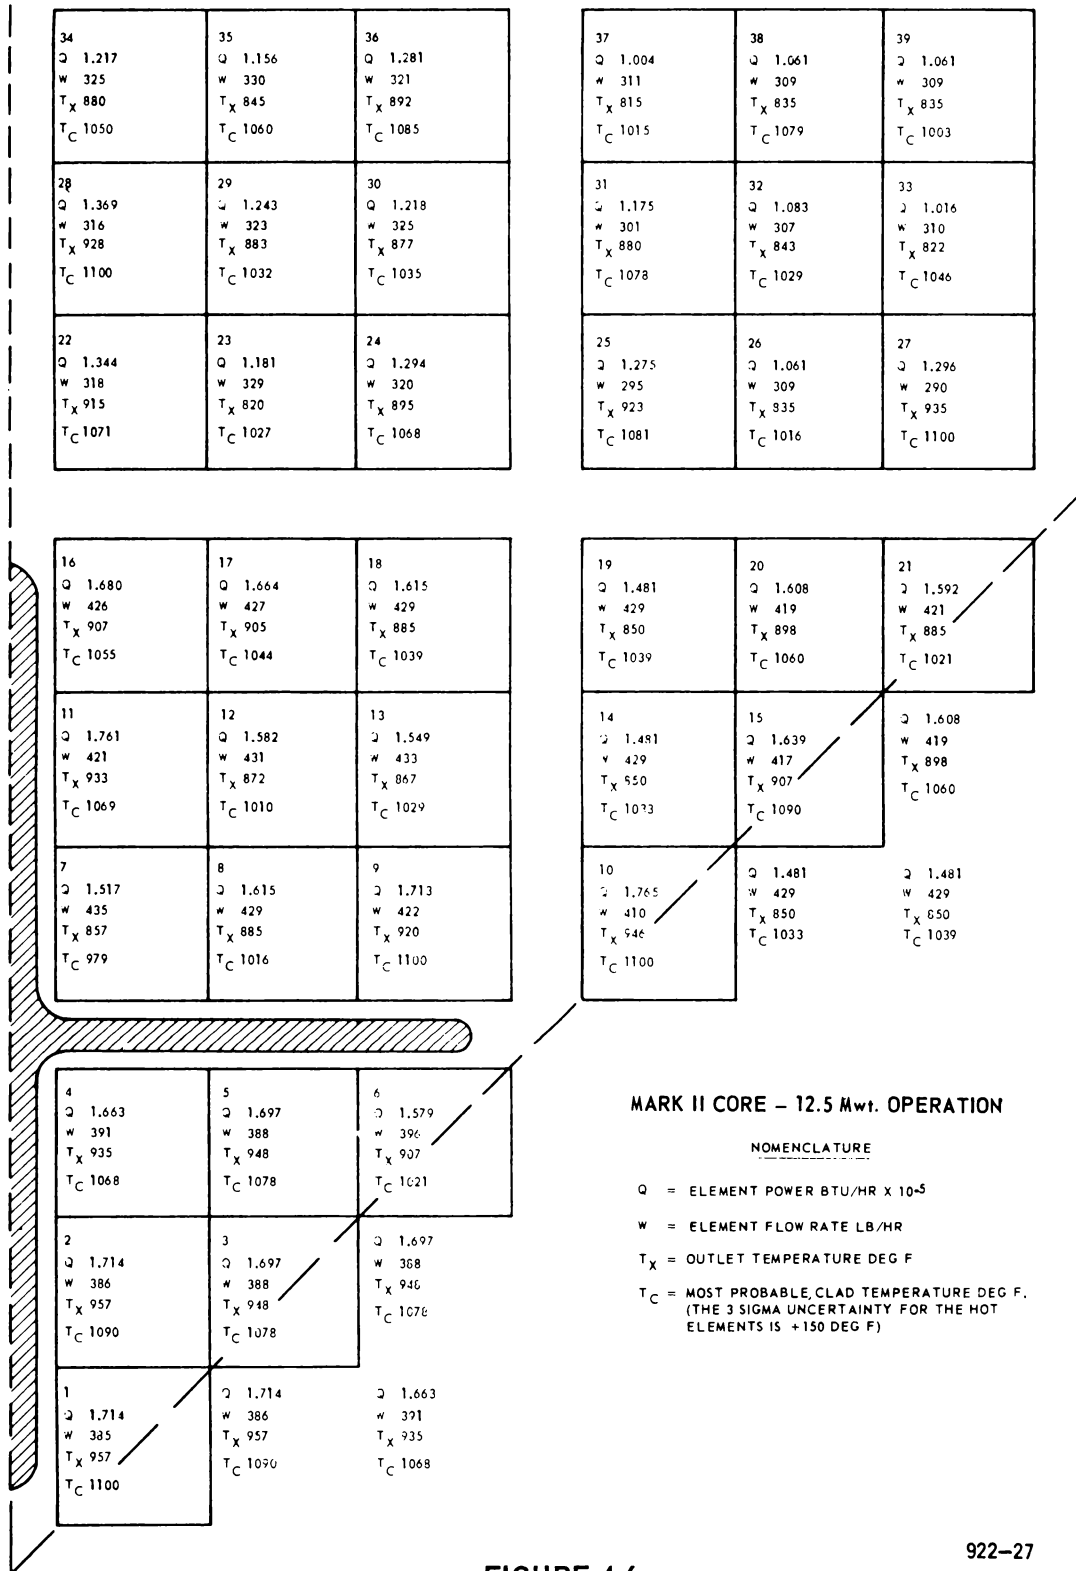 34
Q 1.217
W 325
TX 880
TC 1050
35
Q 1.156
W 330
TX 845
TC 1060
36
Q 1.281
W 321
TX 892
TC 1085
37
Q 1.004
W 311
TX 815
TC 1015
38
Q 1.061
W 309
TX 835
TC 1079
39
Q 1.061
W 309
TX 835
TC 1003
28
Q 1.369
W 316
TX 928
TC 1100
29
Q 1.243
W 323
TX 883
TC 1032
30
Q 1.218
W 325
TX 877
TC 1035
31
Q 1.175
W 301
TX 880
TC 1078
32
Q 1.083
W 307
TX 843
TC 1029
33
Q 1.016
W 310
TX 822
TC 1046
22
Q 1.344
W 318
TX 915
TC 1071
23
Q 1.181
W 329
TX 820
TC 1027
24
Q 1.294
W 320
TX 895
TC 1068
25
Q 1.275
W 295
TX 923
TC 1081
26
Q 1.061
W 309
TX 835
TC 1016
27
Q 1.296
W 290
TX 935
TC 1100
16
Q 1.680
W 426
TX 907
TC 1055
17
Q 1.664
W 427
TX 905
TC 1044
18
Q 1.615
W 429
TX 885
TC 1039
19
Q 1.481
W 429
TX 850
TC 1039
20
Q 1.608
W 419
TX 898
TC 1060
21
Q 1.592
W 421
TX 885
TC 1021
11
Q 1.761
W 421
TX 933
TC 1069
12
Q 1.582
W 431
TX 872
TC 1010
13
Q 1.549
W 433
TX 867
TC 1029
14
Q 1.481
W 429
TX 850
TC 1033
15
Q 1.639
W 417
TX 907
TC 1090
Q 1.608
W 419
TX 898
TC 1060
7
Q 1.517
W 435
TX 857
TC 979
8
Q 1.615
W 429
TX 885
TC 1016
9
Q 1.713
W 422
TX 920
TC 1100
10
Q 1.765
W 410
TX 946
TC 1100
Q 1.481
W 429
TX 850
TC 1033
Q 1.481
W 429
TX 850
TC 1039
4
Q 1.663
W 391
TX 935
TC 1068
5
Q 1.697
W 388
TX 948
TC 1078
6
Q 1.579
W 396
TX 907
TC 1021
2
Q 1.714
W 386
TX 957
TC 1090
3
Q 1.697
W 388
TX 948
TC 1078
Q 1.697
W 388
TX 948
TC 1078
1
Q 1.714
W 385
TX 957
TC 1100
Q 1.714
W 386
TX 957
TC 1090
Q 1.663
W 391
TX 935
TC 1068
MARK II CORE – 12.5 Mwt. OPERATION
NOMENCLATURE
Q = ELEMENT POWER BTU/HR X 10-5
W = ELEMENT FLOW RATE LB/HR
TX = OUTLET TEMPERATURE DEG F
TC = MOST PROBABLE, CLAD TEMPERATURE DEG F.
(THE 3 SIGMA UNCERTAINTY FOR THE HOT
ELEMENTS IS +150 DEG F)
922–27